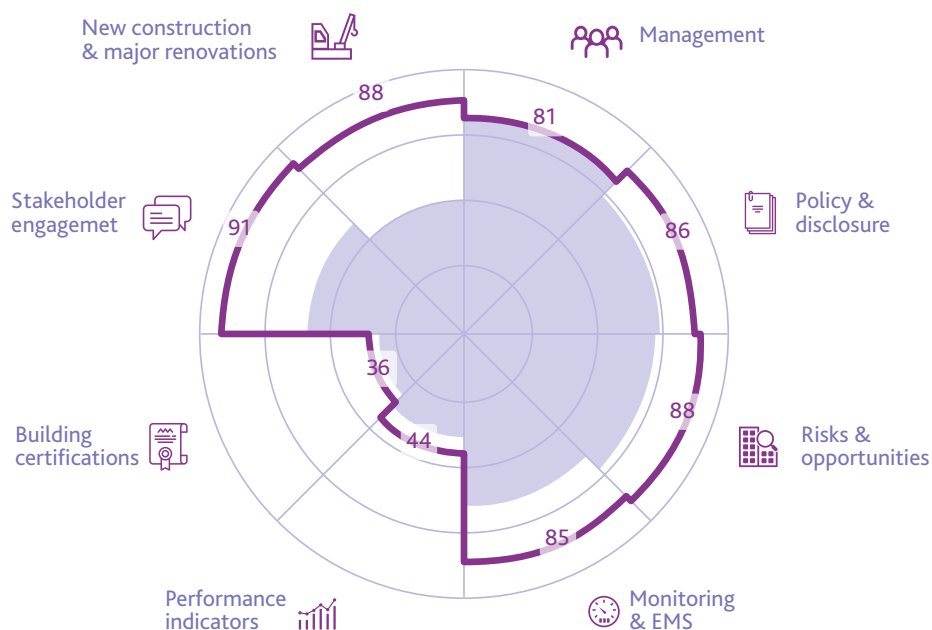 New construction
& major renovations
Management
88
81
Stakeholder
engagemet
91
86
Policy &
disclosure
36
88
44
Building
certifications
Risks &
opportunities
85
Performance
indicators
Monitoring
& EMS